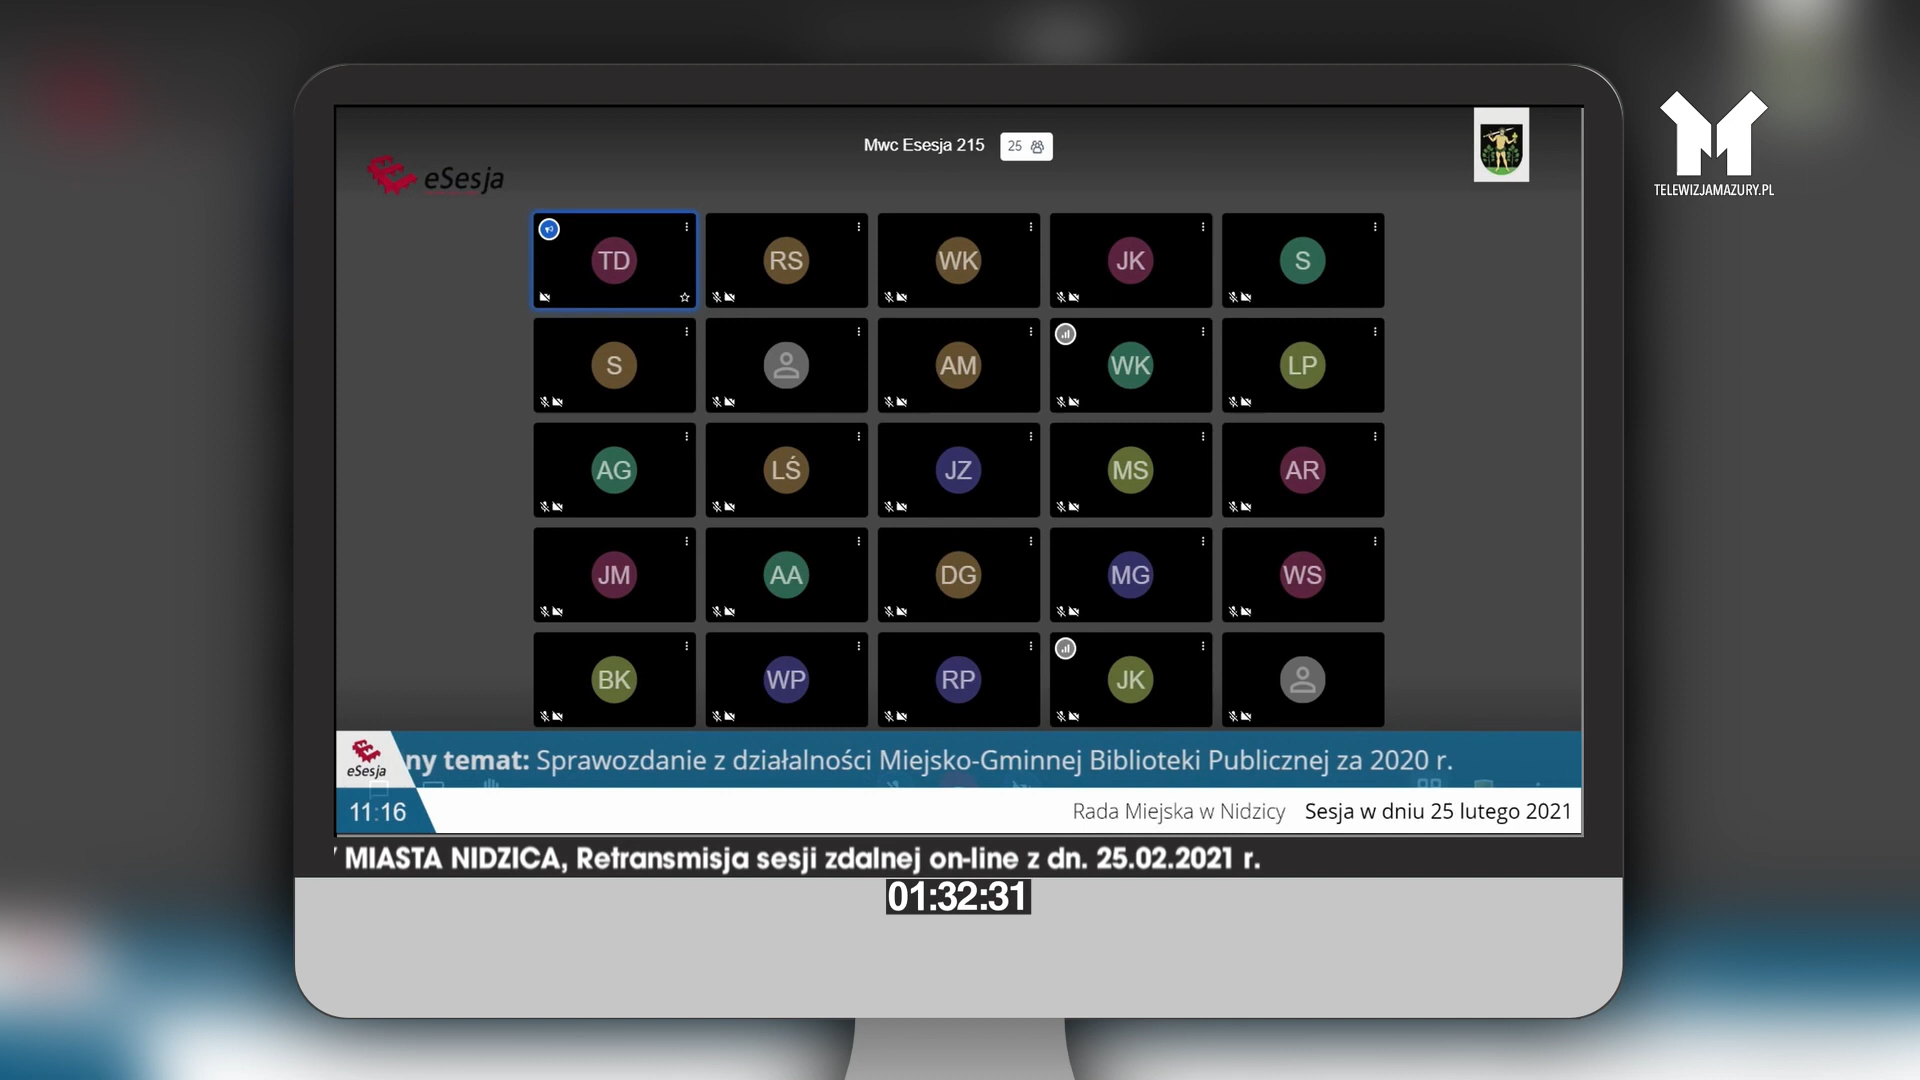 Mwc Esesja 215 25
eSesja
TELEWIZJAMAZURY.PL
TD RS WK JK S
S AM WK LP
AG LŚ JZ MS AR
JM AA DG MG WS
BK WP RP JK
eSesja
ny temat: Sprawozdanie z działalności Miejsko-Gminnej Biblioteki Publicznej za 2020 r.
11:16
Rada Miejska w Nidzicy Sesja w dniu 25 lutego 2021
MIASTA NIDZICA, Retransmisja sesji zdalnej on-line z dn. 25.02.2021 r.
01:32:31